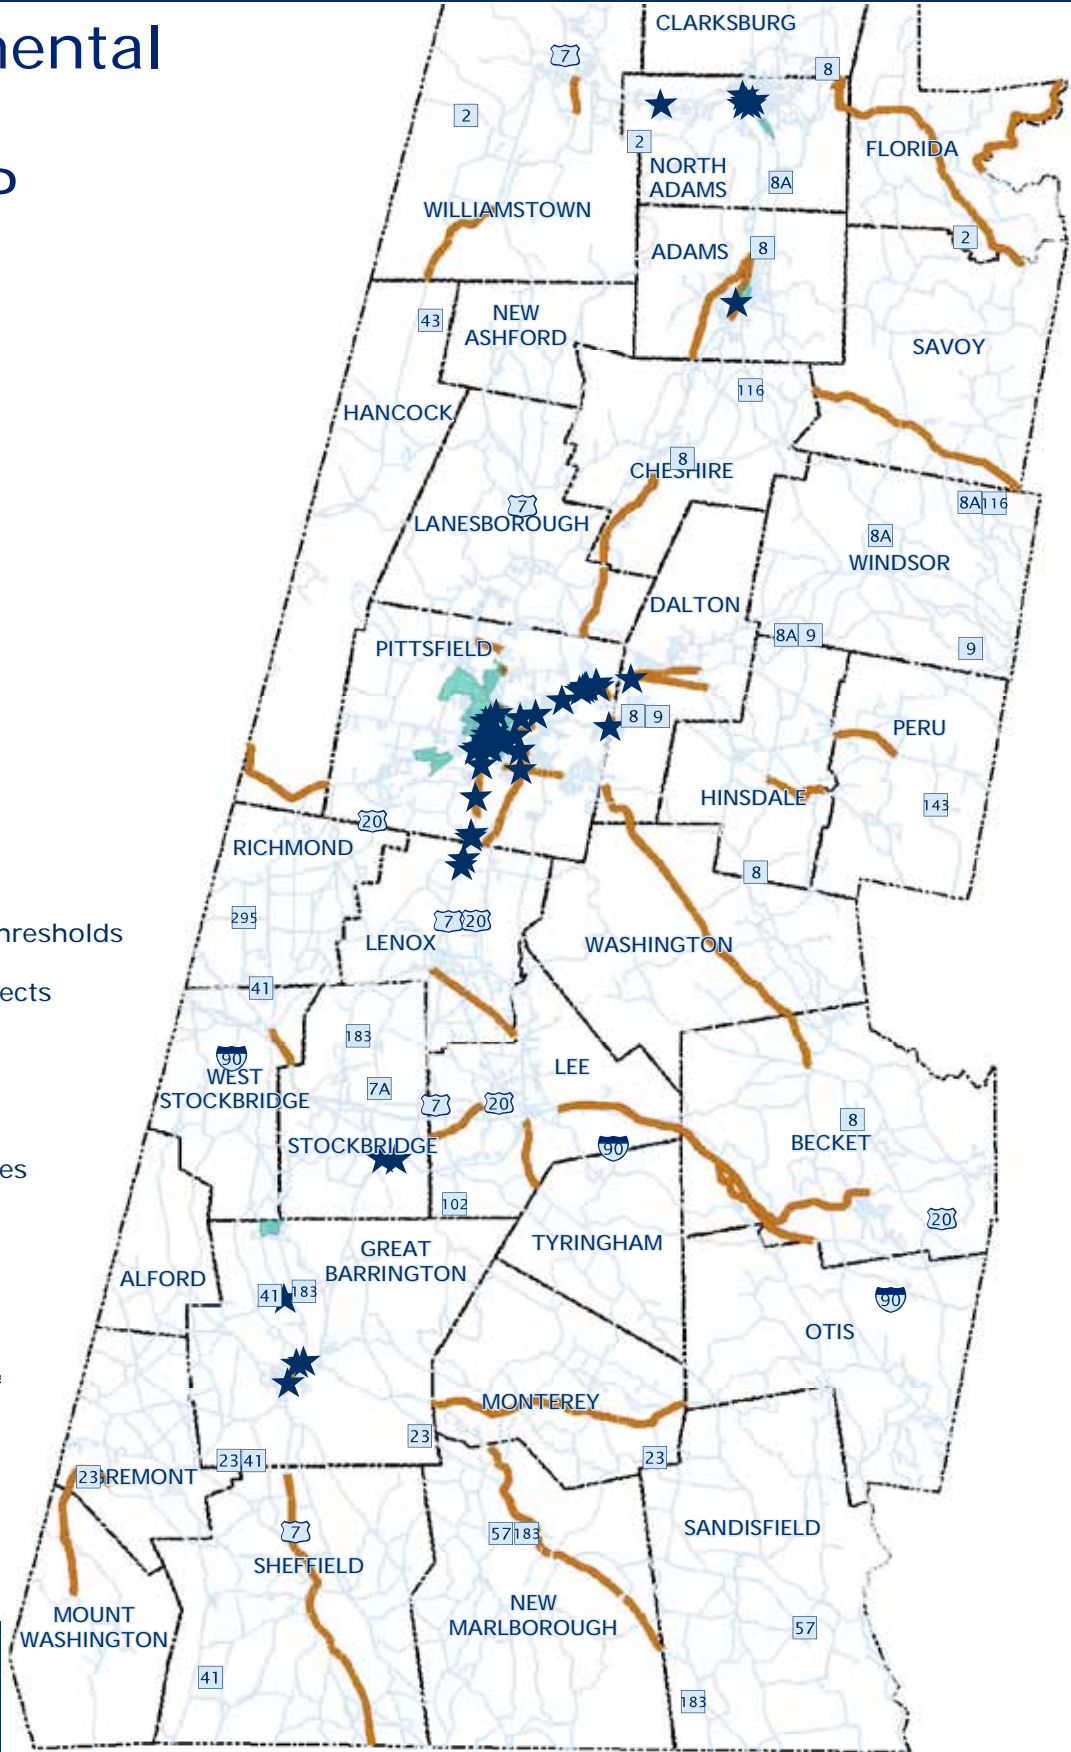 mental
CLARKSBURG
7
8
2
2
FLORIDA
NORTH
ADAMS
8A
WILLIAMSTOWN
2
ADAMS
8
43
NEW
ASHFORD
SAVOY
116
HANCOCK
8
CHESHIRE
7
LANESBOROUGH
8A 116
8A
WINDSOR
DALTON
8A 9
9
PITTSFIELD
8 9
PERU
HINSDALE
143
20
RICHMOND
8
295
7 20
LENOX
WASHINGTON
hresholds
41
ects
183
90
WEST
STOCKBRIDGE
LEE
7A
7
20
8
STOCKBRIDGE
90
BECKET
es
102
20
GREAT
BARRINGTON
TYRINGHAM
ALFORD
41
183
90
OTIS
MONTEREY
23
23 41
23
23
GREMONT
7
57 183
SANDISFIELD
SHEFFIELD
NEW
MARLBOROUGH
MOUNT
WASHINGTON
57
41
183